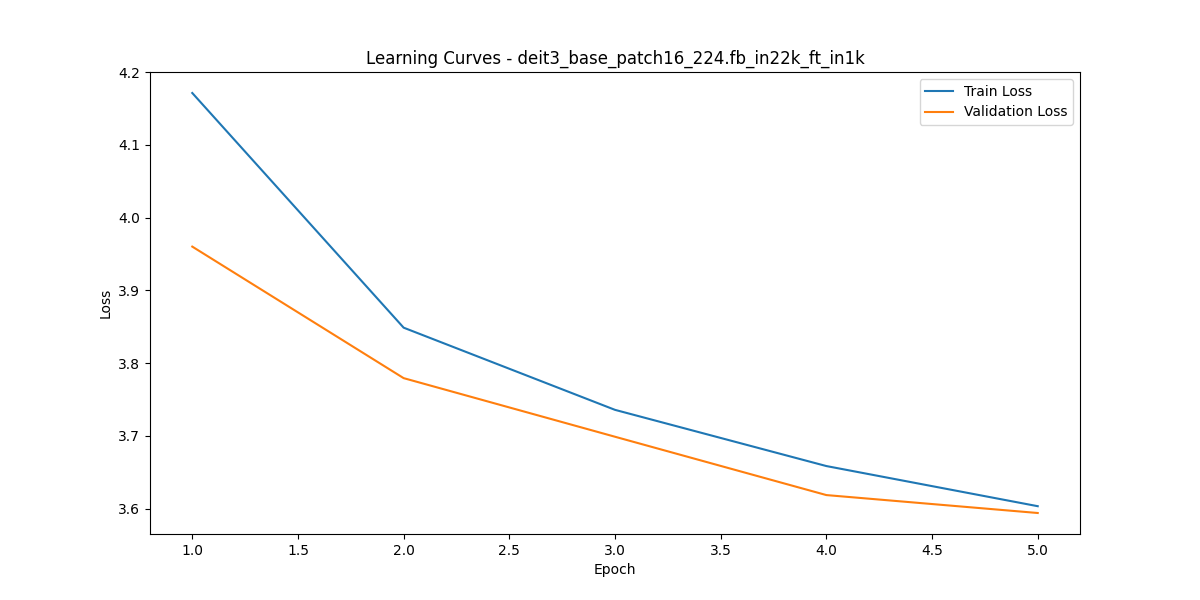 Learning Curves - deit3_base_patch16_224.fb_in22k_ft_in1k
Train Loss
Validation Loss
4.2
4.1
4.0
3.9
3.8
3.7
3.6
Loss
1.0 1.5 2.0 2.5 3.0 3.5 4.0 4.5 5.0
Epoch